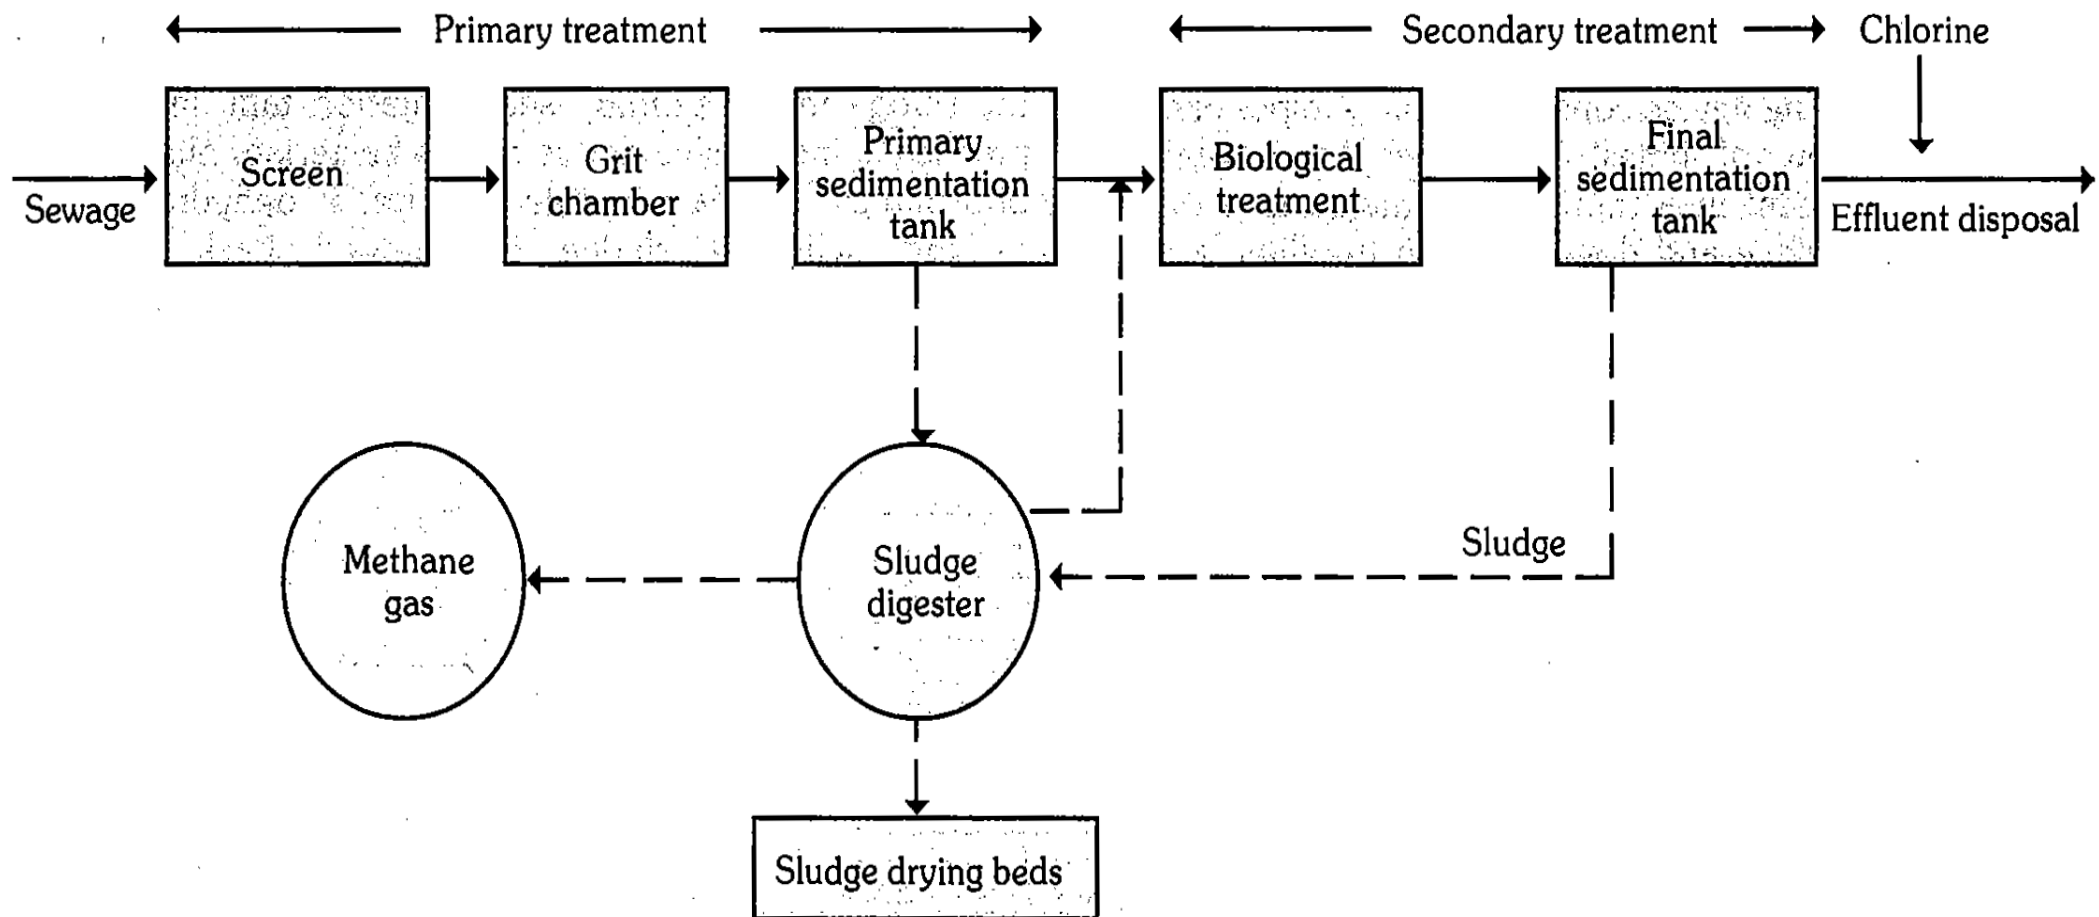 Primary treatment
Secondary treatment
Chlorine
Sewage
Screen
Grit
chamber
Primary
sedimentation
tank
Biological
treatment
Final
sedimentation
tank
Effluent disposal
Methane
gas
Sludge
digester
Sludge
Sludge drying beds